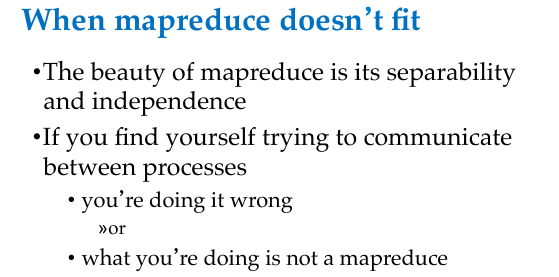 When mapreduce doesn't fit
•The beauty of mapreduce is its separability
and independence
•If you find yourself trying to communicate
between processes
• you're doing it wrong
»or
• what you're doing is not a mapreduce